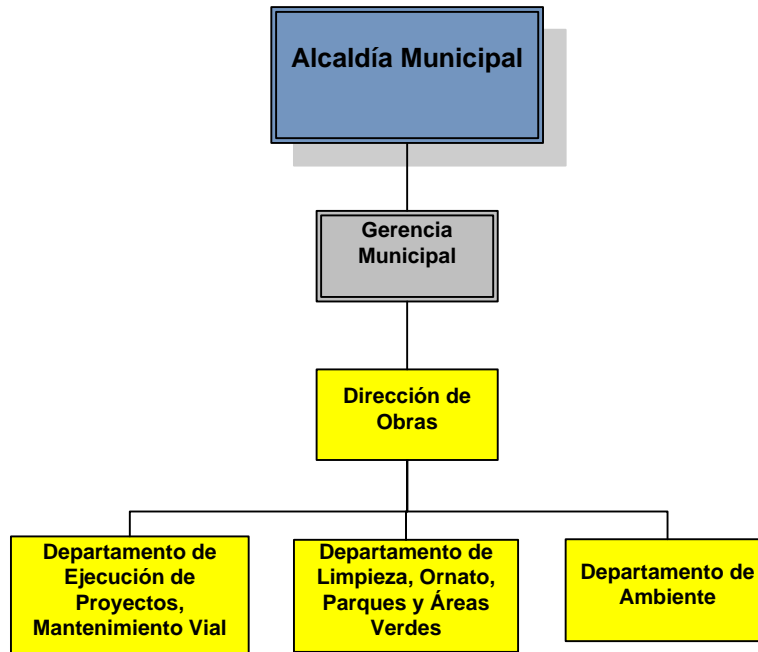 Alcaldía Municipal
Gerencia
Municipal
Dirección de
Obras
Departamento de
Ejecución de
Proyectos,
Mantenimiento Vial
Departamento de
Limpieza, Ornato,
Parques y Áreas
Verdes
Departamento de
Ambiente